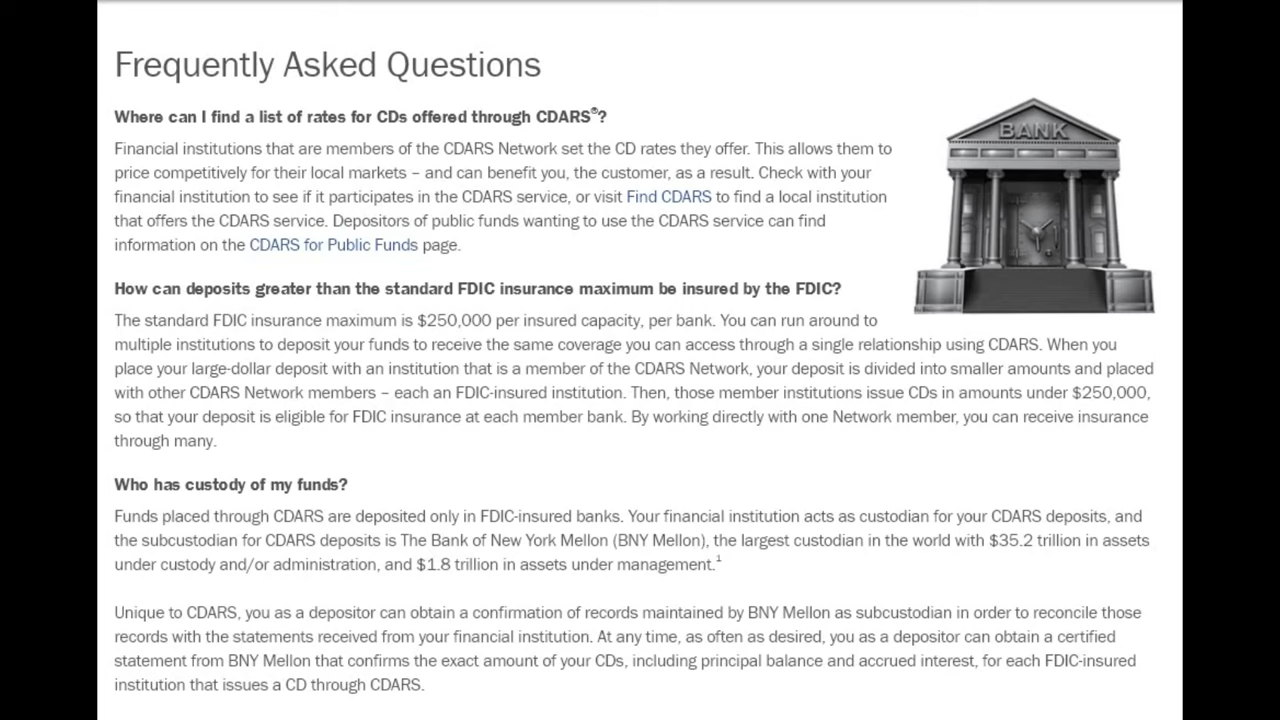 Frequently Asked Questions
Where can I find a list of rates for CDs offered through CDARS®?
BANK
Financial institutions that are members of the CDARS Network set the CD rates they offer. This allows them to
price competitively for their local markets – and can benefit you, the customer, as a result. Check with your
financial institution to see if it participates in the CDARS service, or visit Find CDARS to find a local institution
that offers the CDARS service. Depositors of public funds wanting to use the CDARS service can find
information on the CDARS for Public Funds page.
How can deposits greater than the standard FDIC insurance maximum be insured by the FDIC?
The standard FDIC insurance maximum is $250,000 per insured capacity, per bank. You can run around to
multiple institutions to deposit your funds to receive the same coverage you can access through a single relationship using CDARS. When you
place your large-dollar deposit with an institution that is a member of the CDARS Network, your deposit is divided into smaller amounts and placed
with other CDARS Network members – each an FDIC-insured institution. Then, those member institutions issue CDs in amounts under $250,000,
so that your deposit is eligible for FDIC insurance at each member bank. By working directly with one Network member, you can receive insurance
through many.
Who has custody of my funds?
Funds placed through CDARS are deposited only in FDIC-insured banks. Your financial institution acts as custodian for your CDARS deposits, and
the subcustodian for CDARS deposits is The Bank of New York Mellon (BNY Mellon), the largest custodian in the world with $35.2 trillion in assets
under custody and/or administration, and $1.8 trillion in assets under management.¹
Unique to CDARS, you as a depositor can obtain a confirmation of records maintained by BNY Mellon as subcustodian in order to reconcile those
records with the statements received from your financial institution. At any time, as often as desired, you as a depositor can obtain a certified
statement from BNY Mellon that confirms the exact amount of your CDs, including principal balance and accrued interest, for each FDIC-insured
institution that issues a CD through CDARS.